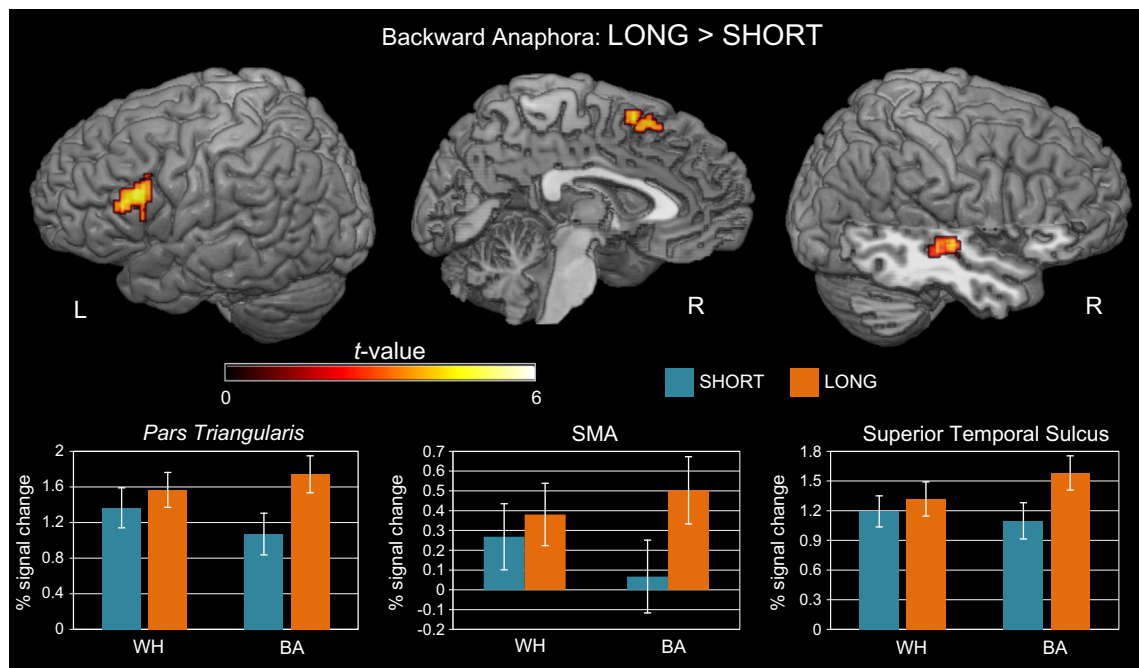 Backward Anaphora: LONG > SHORT
L
R
R
t-value
0
6
SHORT
LONG
Pars Triangularis
% signal change
2
1.6
1.2
0.8
0.4
0
WH
BA
SMA
% signal change
0.7
0.6
0.5
0.4
0.3
0.2
0.1
0
-0.1
-0.2
WH
BA
Superior Temporal Sulcus
% signal change
1.8
1.5
1.2
0.9
0.6
0.3
0
WH
BA